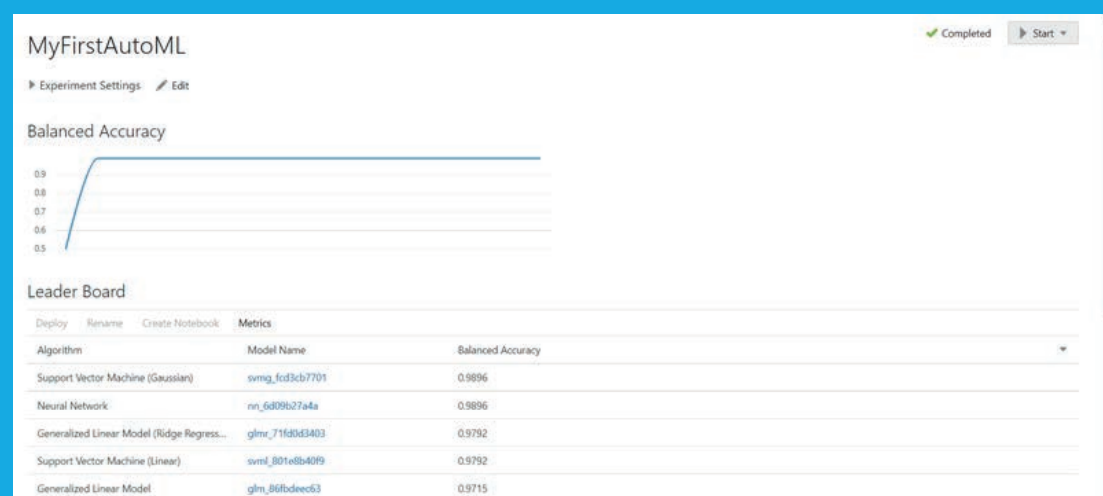 MyFirstAutoML
Completed
Start
Experiment Settings
Edit
Balanced Accuracy
0.9
0.8
0.7
0.6
0.5
Leader Board
Deploy Rename Create Notebook Metrics
Algorithm Model Name Balanced Accuracy
Support Vector Machine (Gaussian) svmg_fcd3cb7701 0.9896
Neural Network nn_6d09b27a4a 0.9896
Generalized Linear Model (Ridge Regress... glmr_71fd0d3403 0.9792
Support Vector Machine (Linear) svml_801e8b40f9 0.9792
Generalized Linear Model glm_86fbdeec63 0.9715